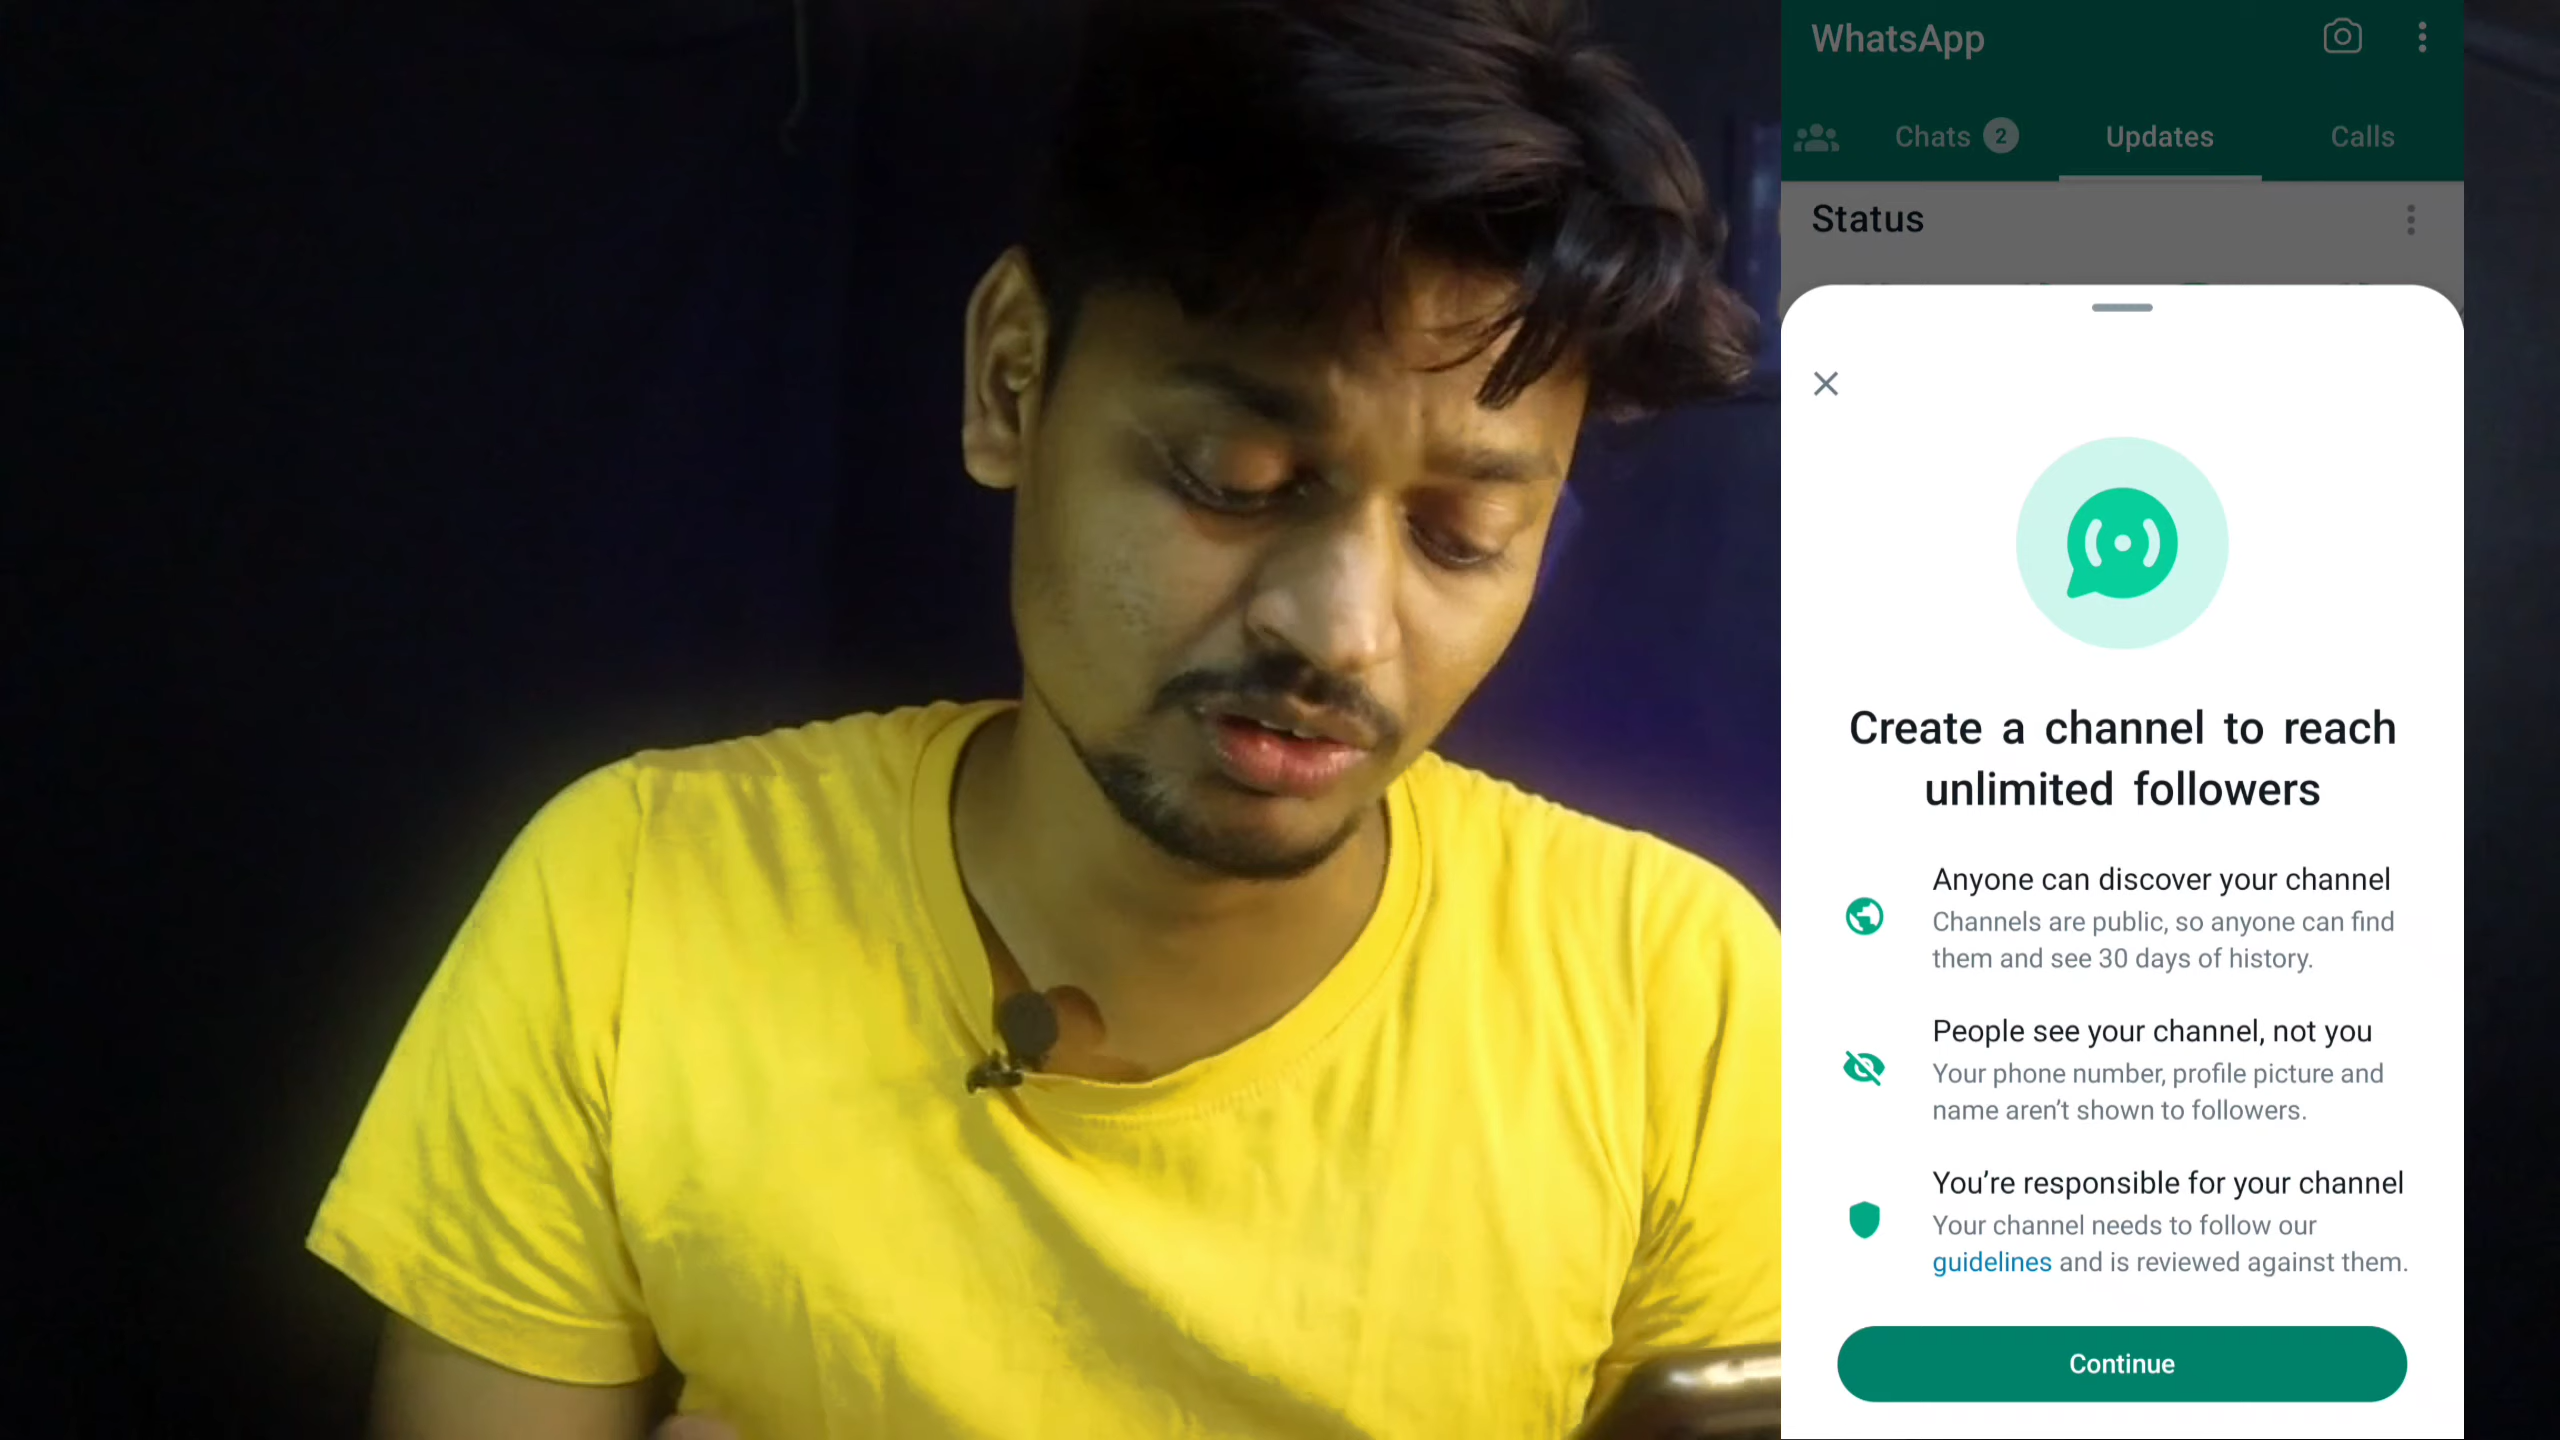 WhatsApp
Chats 2 Updates Calls
Status
Create a channel to reach
unlimited followers
Anyone can discover your channel
Channels are public, so anyone can find
them and see 30 days of history.
People see your channel, not you
Your phone number, profile picture and
name aren’t shown to followers.
You’re responsible for your channel
Your channel needs to follow our
guidelines and is reviewed against them.
Continue